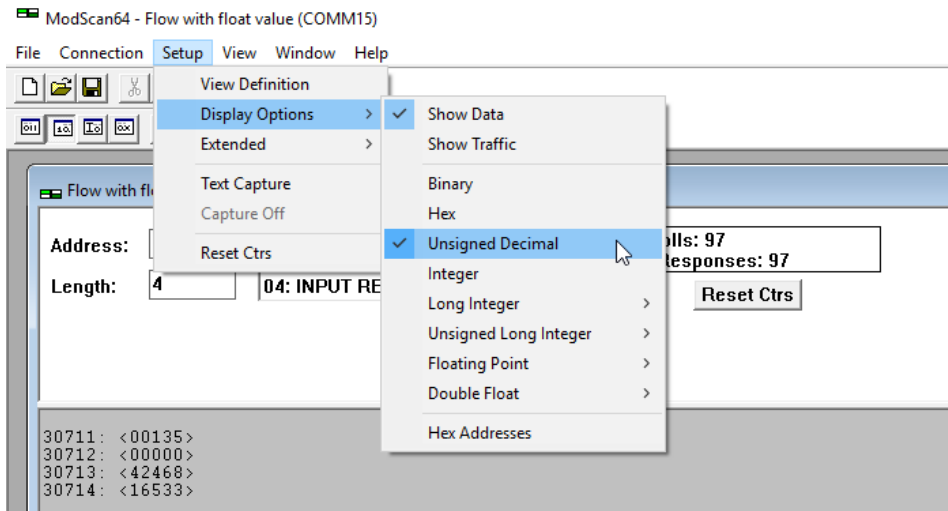 ModScan64 - Flow with float value (COMM15)
File Connection Setup View Window Help
View Definition
Display Options
Extended
Text Capture
Capture Off
Reset Ctrs
Show Data
Show Traffic
Binary
Hex
Unsigned Decimal
Integer
Long Integer
Unsigned Long Integer
Floating Point
Double Float
Hex Addresses
Flow with
Address:
Length: 4
04: INPUT
: 97
: 97
Reset Ctrs
30711: <00135>
30712: <00000>
30713: <42468>
30714: <16533>